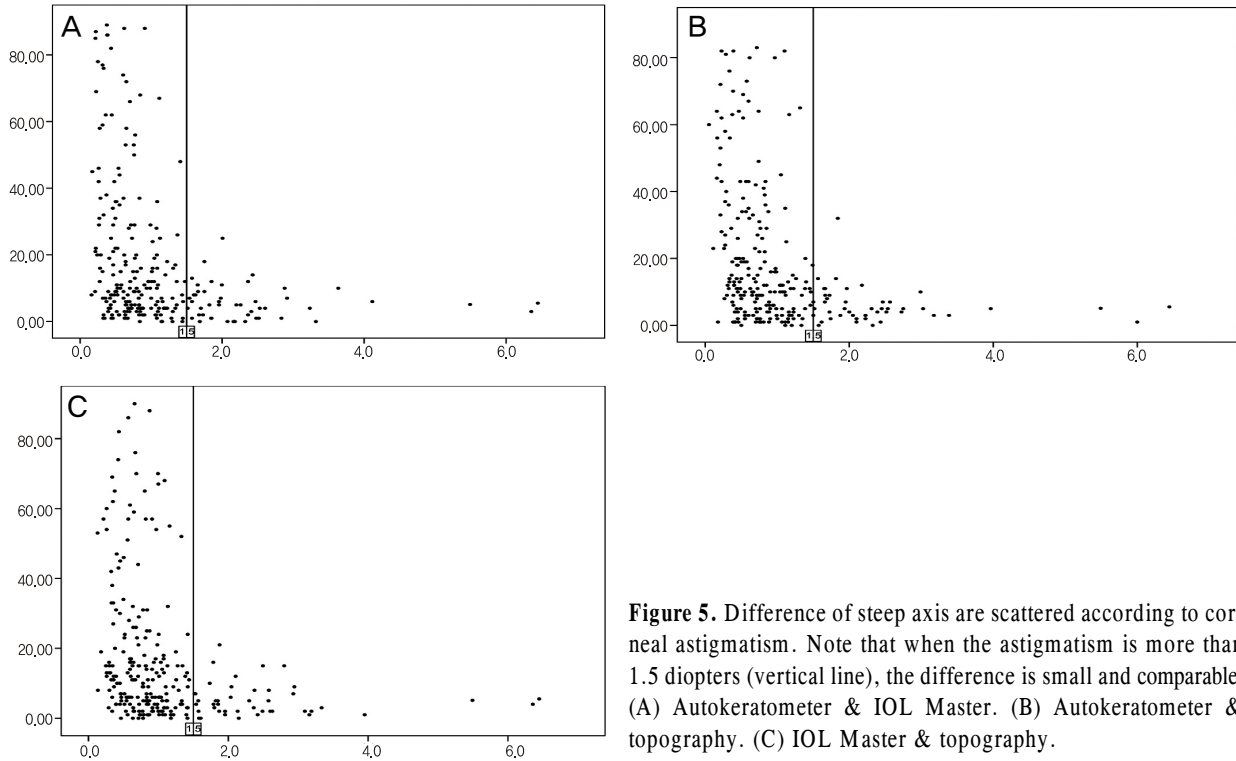 A
80.00
60.00
40.00
20.00
0.00
1.5
0.0 2.0 4.0 6.0
B
80.00
60.00
40.00
20.00
0.00
1.5
0.0 2.0 4.0 6.0
C
80.00
60.00
40.00
20.00
0.00
1.5
0.0 2.0 4.0 6.0
Figure 5. Difference of steep axis are scattered according to cor
neal astigmatism. Note that when the astigmatism is more than
1.5 diopters (vertical line), the difference is small and comparable
(A) Autokeratometer & IOL Master. (B) Autokeratometer &
topography. (C) IOL Master & topography.